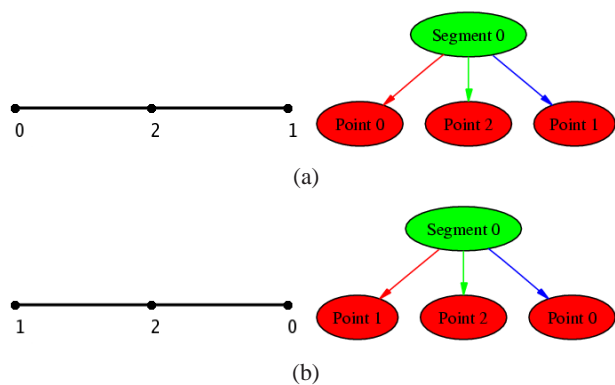 Segment 0
Point 0 Point 2 Point 1
0 2 1
(a)
Segment 0
Point 1 Point 2 Point 0
1 2 0
(b)